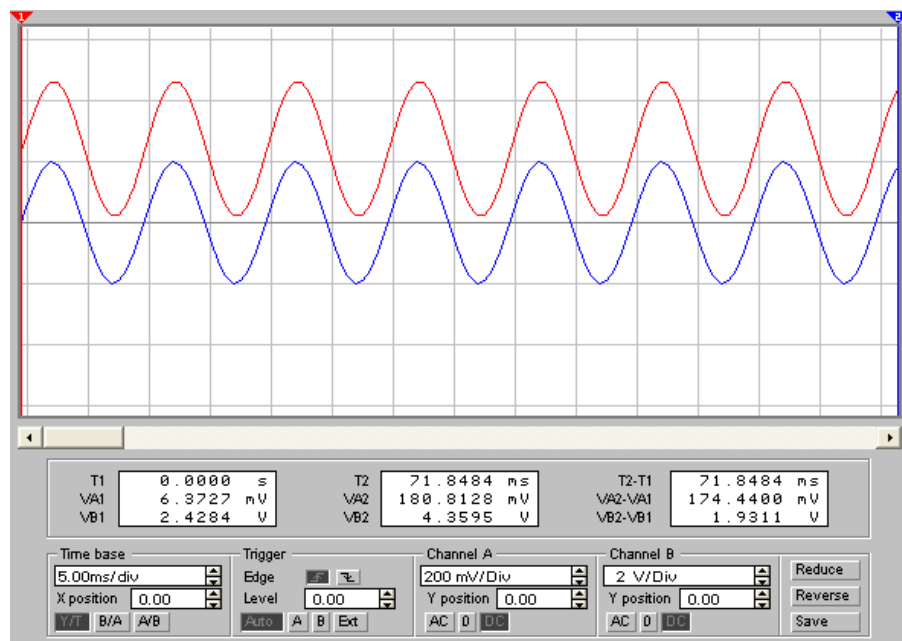 1 2
T1 0.0000 s T2 71.8484 ms T2-T1 71.8484 ms
VA1 6.3727 mV VA2 180.8128 mV VA2-VA1 174.4400 mV
VB1 2.4284 V VB2 4.3595 V VB2-VB1 1.9311 V
Time base Trigger Channel A Channel B
5.00ms/div Edge 200 mV/Div 2 V/Div Reduce
X position 0.00 Level 0.00 Y position 0.00 Y position 0.00 Reverse
Y/T B/A A/B Auto A B Ext AC 0 DC AC 0 DC Save